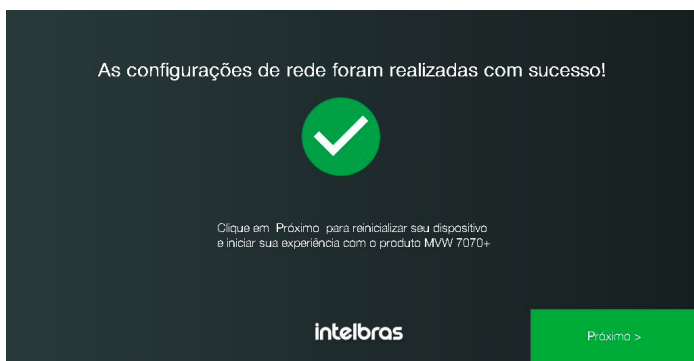 As configurações de rede foram realizadas com sucesso!
Clique em Próximo para reinicializar seu dispositivo
e iniciar sua experiência com o produto MVW 7070+
intelbras
Próximo >